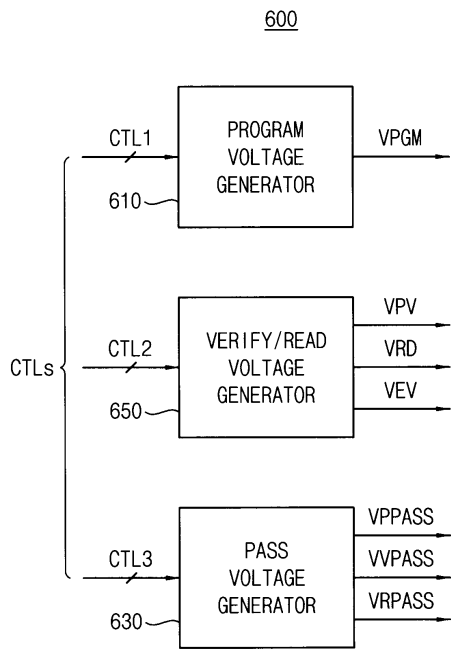 600
CTL1
PROGRAM
VOLTAGE
GENERATOR
VPGM
610
CTLs
CTL2
VERIFY/READ
VOLTAGE
GENERATOR
VPV
VRD
VEV
650
CTL3
PASS
VOLTAGE
GENERATOR
VPPASS
VVPASS
VRPASS
630